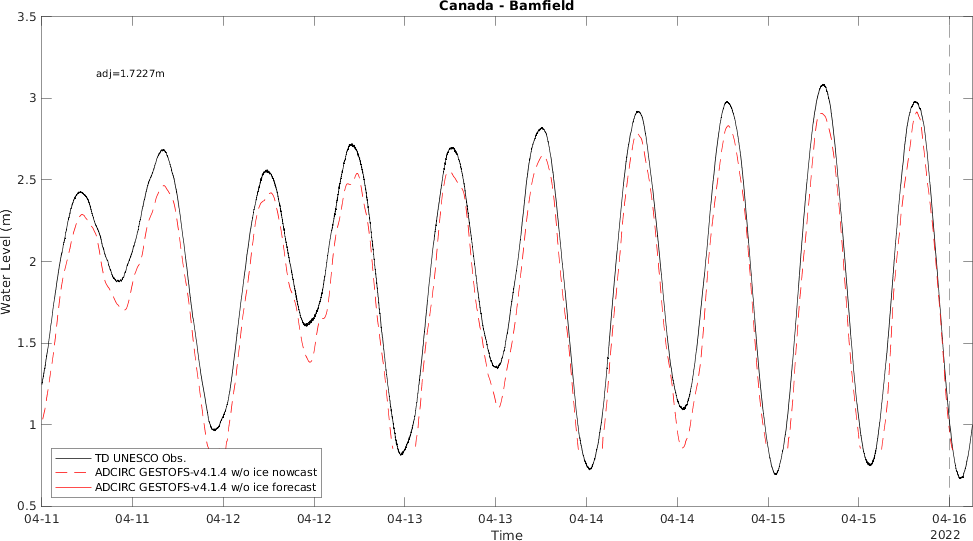 Canada - Bamfield
3.5
adj=1.7227m
3
2.5
2
1.5
1
0.5
Water Level (m)
TD UNESCO Obs.
ADCIRC GESTOFS-v4.1.4 w/o ice nowcast
ADCIRC GESTOFS-v4.1.4 w/o ice forecast
04-11 04-11 04-12 04-12 04-13 04-13 04-14 04-14 04-15 04-15 04-16
Time 2022